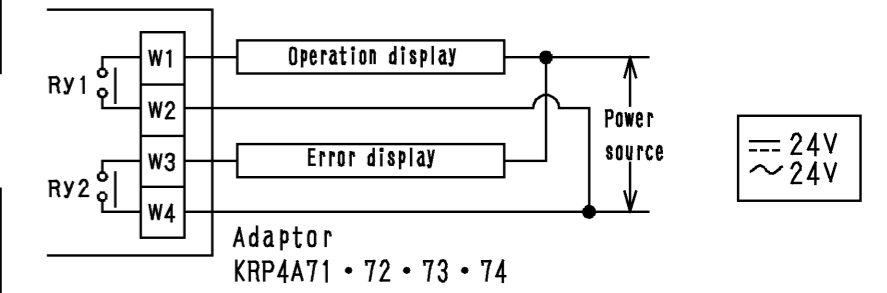 W1
Operation display
Ry1
W2
Power
source
W3
Error display
Ry2
W4
24V
24V
Adaptor
KRP4A71・72・73・74